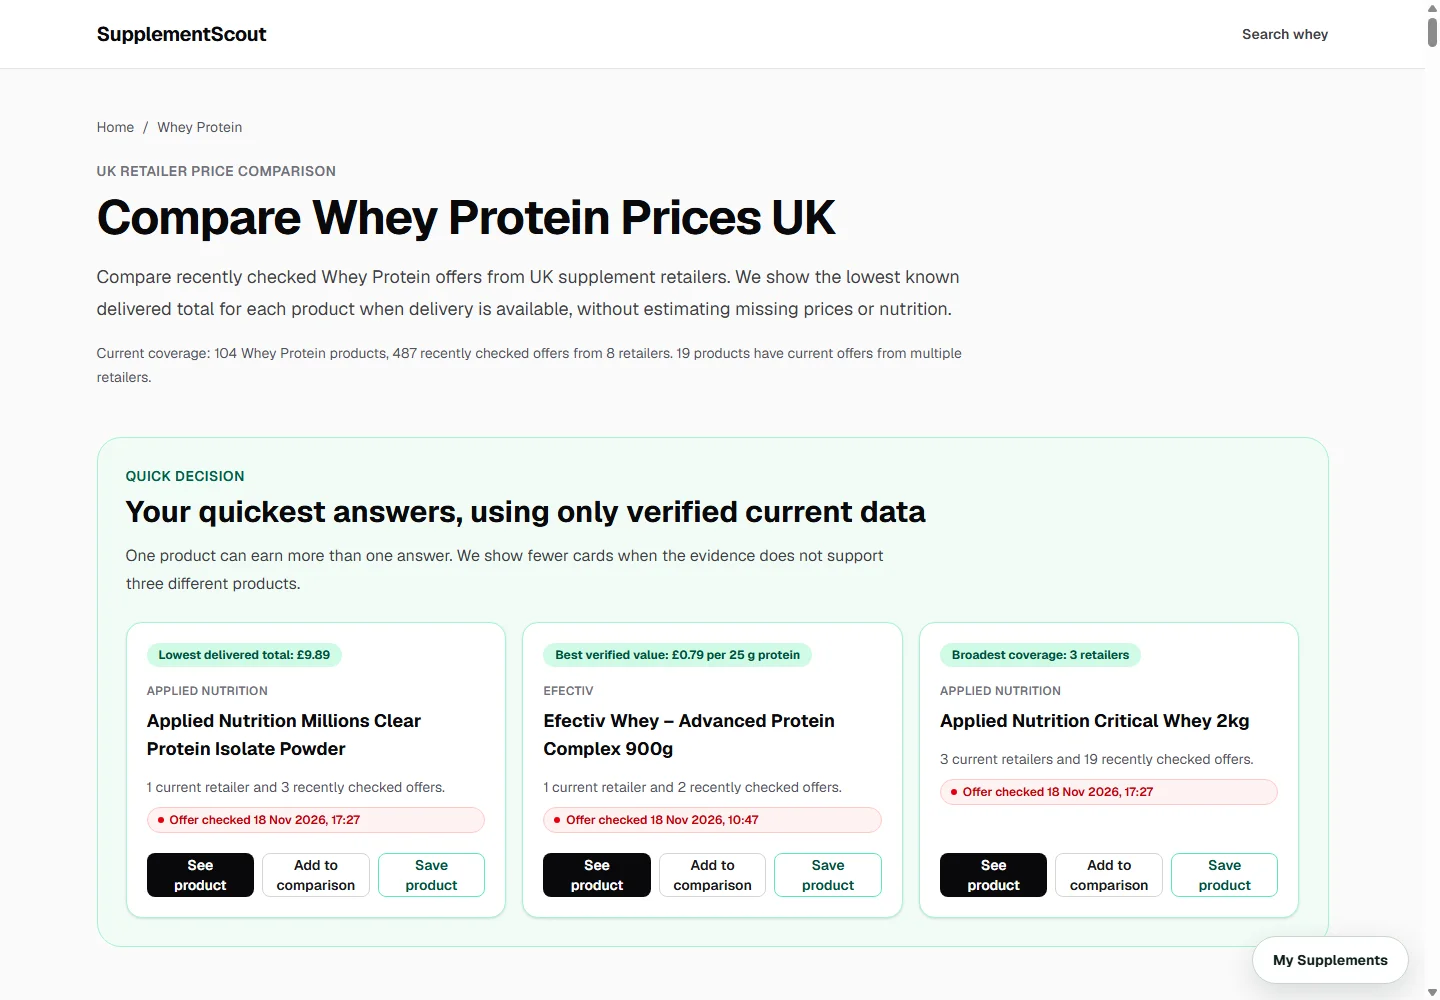 SupplementScout
Search whey
Home / Whey Protein
UK RETAILER PRICE COMPARISON
Compare Whey Protein Prices UK
Compare recently checked Whey Protein offers from UK supplement retailers. We show the lowest known
delivered total for each product when delivery is available, without estimating missing prices or nutrition.
Current coverage: 104 Whey Protein products, 487 recently checked offers from 8 retailers. 19 products have current offers from multiple
retailers.
QUICK DECISION
Your quickest answers, using only verified current data
One product can earn more than one answer. We show fewer cards when the evidence does not support
three different products.
Lowest delivered total: £9.89
APPLIED NUTRITION
Applied Nutrition Millions Clear
Protein Isolate Powder
1 current retailer and 3 recently checked offers.
Offer checked 18 Nov 2026, 17:27
See
product
Add to
comparison
Save
product
Best verified value: £0.79 per 25 g protein
EFECTIV
Efectiv Whey – Advanced Protein
Complex 900g
1 current retailer and 2 recently checked offers.
Offer checked 18 Nov 2026, 10:47
See
product
Add to
comparison
Save
product
Broadest coverage: 3 retailers
APPLIED NUTRITION
Applied Nutrition Critical Whey 2kg
3 current retailers and 19 recently checked offers.
Offer checked 18 Nov 2026, 17:27
See
product
Add to
comparison
Save
product
My Supplements